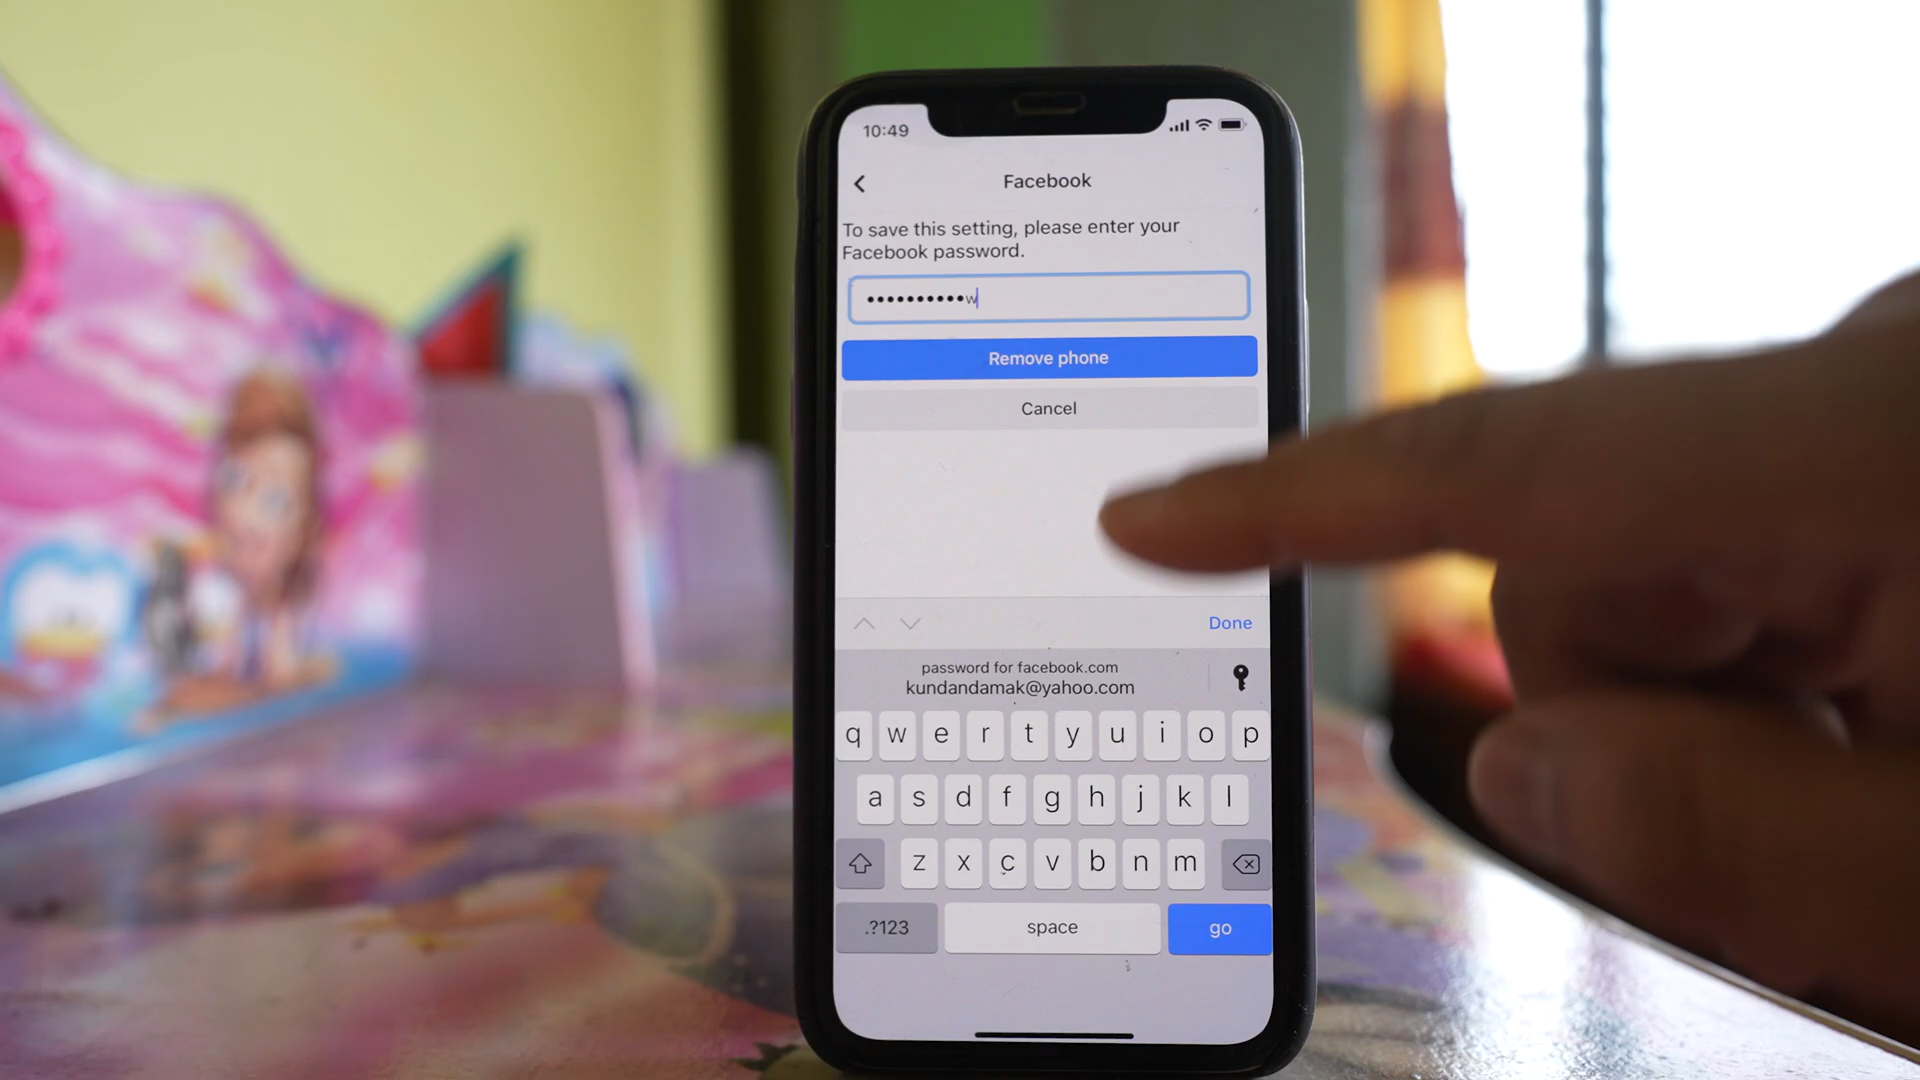 10:49
Facebook
To save this setting, please enter your
Facebook password.
••••••••••w
Remove phone
Cancel
Done
password for facebook.com
kundandamak@yahoo.com
q w e r t y u i o p
a s d f g h j k l
z x c v b n m
.?123 space go